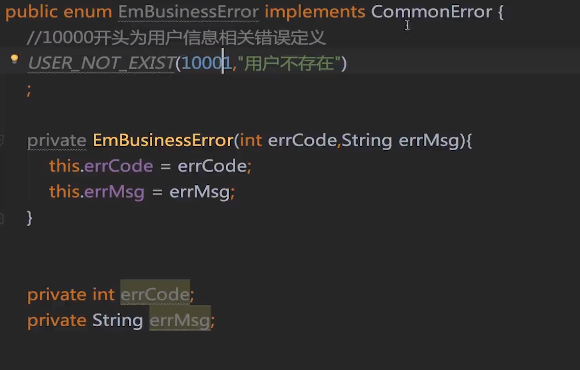 public enum EmBusinessError implements CommonError {
//10000开头为用户信息相关错误定义
USER_NOT_EXIST(10001,"用户不存在")
;
private EmBusinessError(int errCode,String errMsg){
this.errCode = errCode;
this.errMsg = errMsg;
}
private int errCode;
private String errMsg;